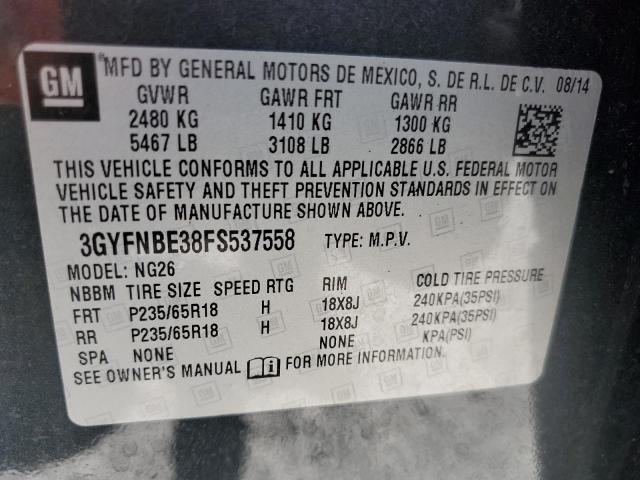 GM
"MFD BY GENERAL MOTORS DE MEXICO, S. DE R.L. DE C.V. 08/14
GVWR GAWR FRT GAWR RR
2480 KG 1410 KG 1300 KG
5467 LB 3108 LB 2866 LB
THIS VEHICLE CONFORMS TO ALL APPLICABLE U.S. FEDERAL MOTOR
VEHICLE SAFETY AND THEFT PREVENTION STANDARDS IN EFFECT ON
THE DATE OF MANUFACTURE SHOWN ABOVE.
3GYFNBE38FS537558 TYPE: M.P.V.
MODEL: NG26
NBBM TIRE SIZE SPEED RTG RIM COLD TIRE PRESSURE
FRT P235/65R18 H 18X8J 240KPA(35PSI)
RR P235/65R18 H 18X8J 240KPA(35PSI)
SPA NONE NONE KPA(PSI)
SEE OWNER'S MANUAL FOR MORE INFORMATION.